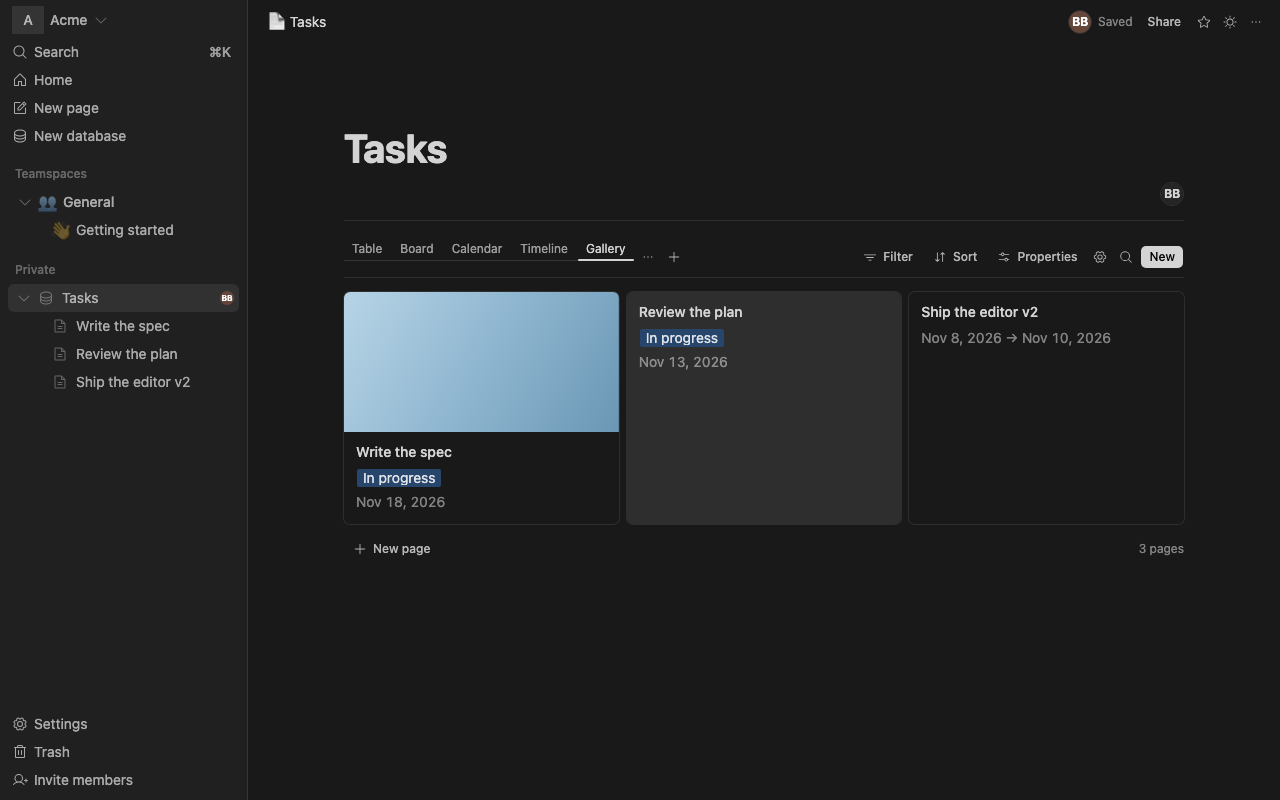 A Acme
Search ⌘K
Home
New page
New database
Teamspaces
General
Getting started
Private
Tasks BB
Write the spec
Review the plan
Ship the editor v2
Settings
Trash
Invite members
Tasks
BB Saved Share
Tasks
BB
Table Board Calendar Timeline Gallery
Filter Sort Properties New
Write the spec
In progress
Nov 18, 2026
Review the plan
In progress
Nov 13, 2026
Ship the editor v2
Nov 8, 2026 → Nov 10, 2026
New page
3 pages